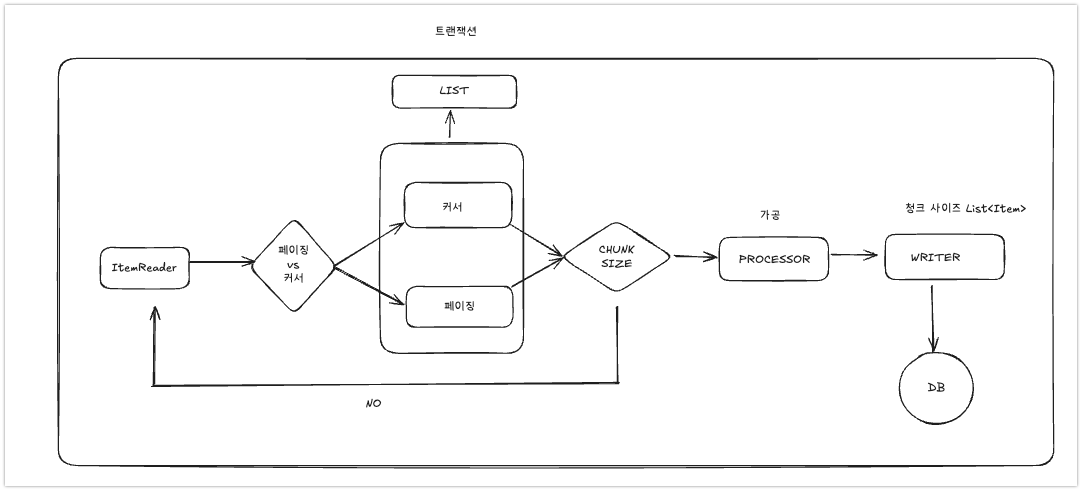 트랜잭션
LIST
커서
페이징
vs
커서
ItemReader
페이징
CHUNK
SIZE
가공
PROCESSOR
청크 사이즈 List<Item>
WRITER
DB
NO